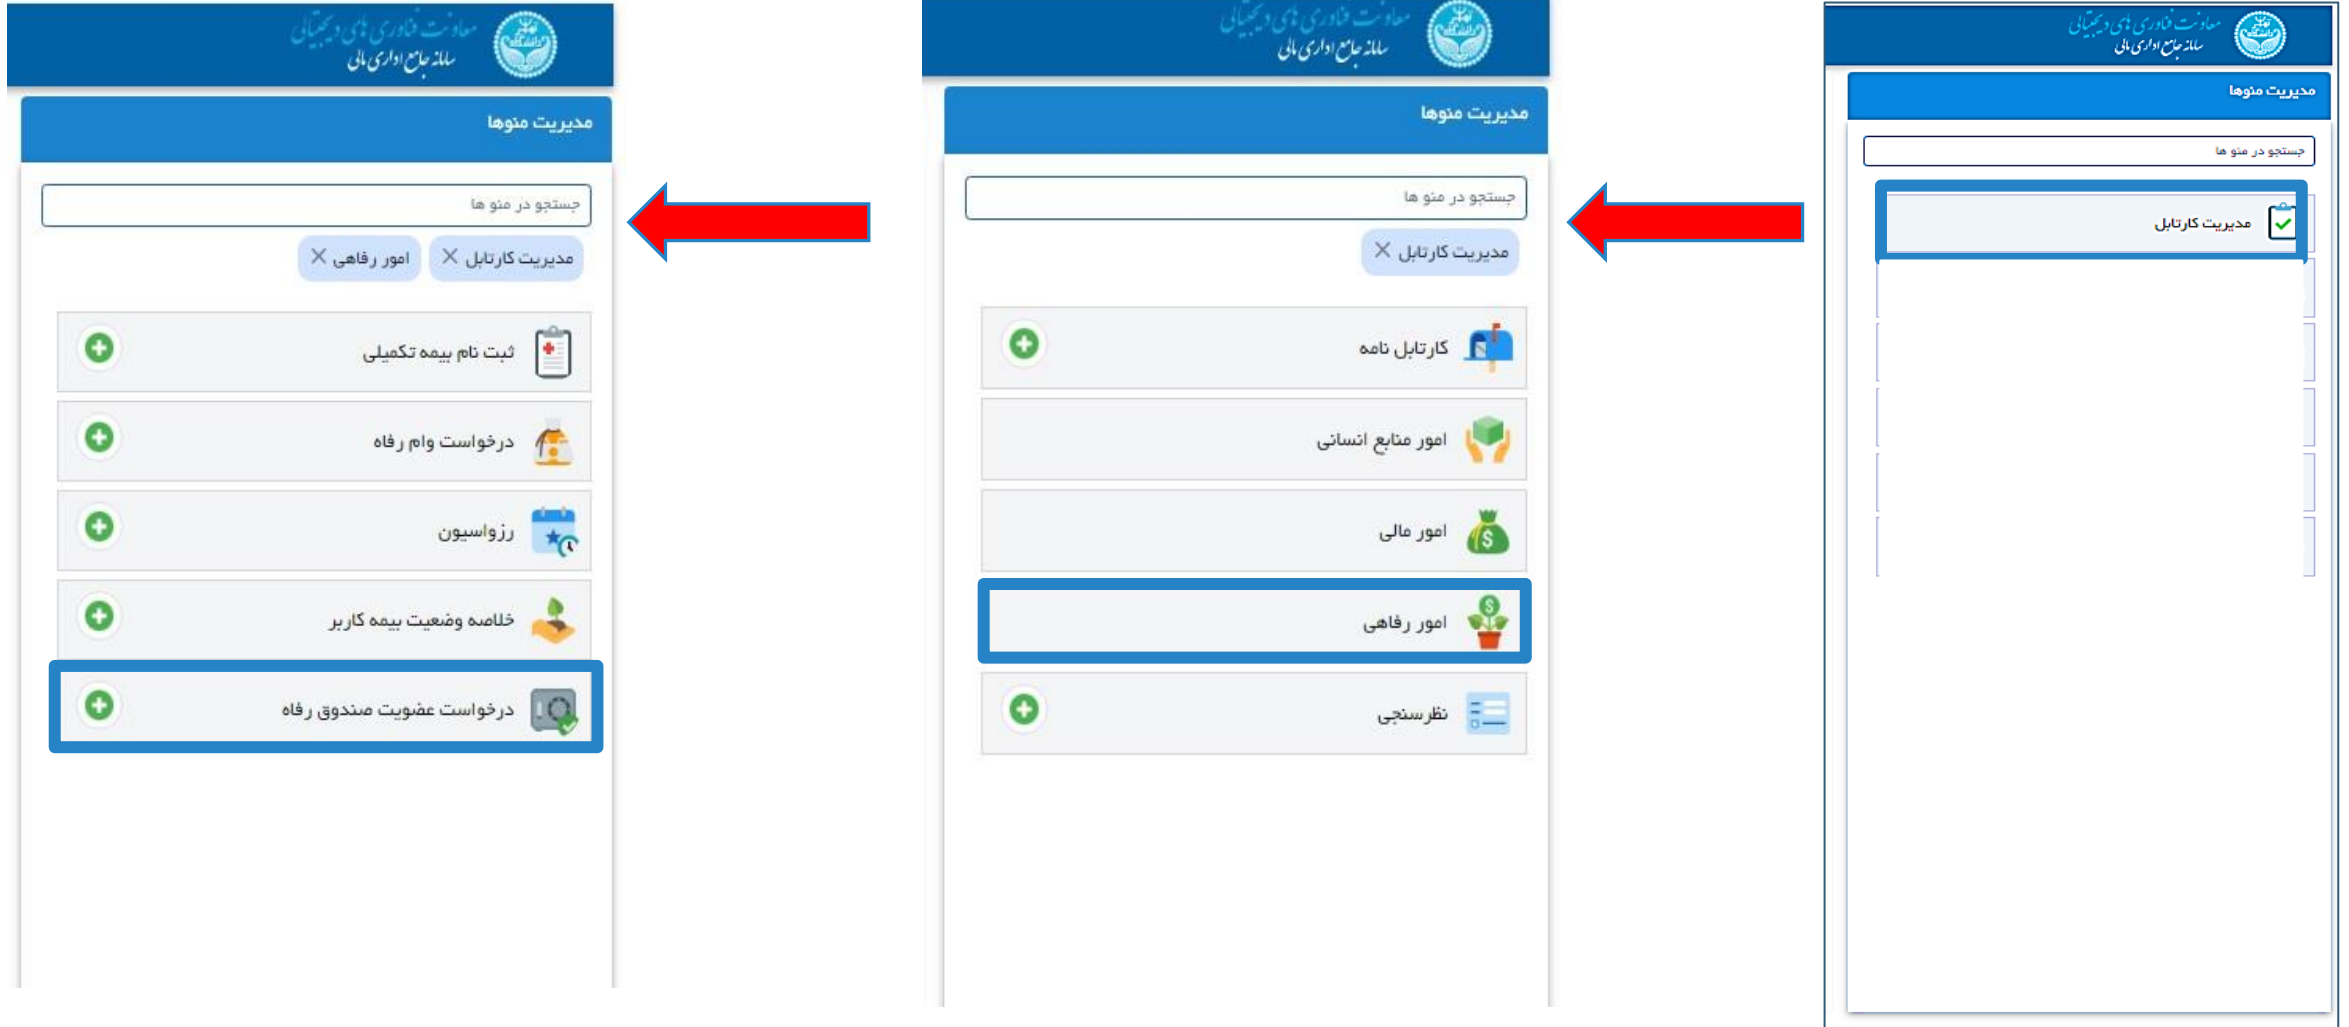 معاونت فناوری های دیجیتالی
سامانه جامع اداری مالی
مدیریت منوها
جستجو در منو ها
مدیریت کارتابل
معاونت فناوری های دیجیتالی
سامانه جامع اداری مالی
مدیریت منوها
جستجو در منو ها
مدیریت کارتابل ×
کارتابل نامه
امور منابع انسانی
امور مالی
امور رفاهی
نظرسنجی
معاونت فناوری های دیجیتالی
سامانه جامع اداری مالی
مدیریت منوها
جستجو در منو ها
مدیریت کارتابل × امور رفاهی ×
ثبت نام بیمه تکمیلی
درخواست وام رفاه
رزواسیون
خلاصه وضعیت بیمه کاربر
درخواست عضویت صندوق رفاه